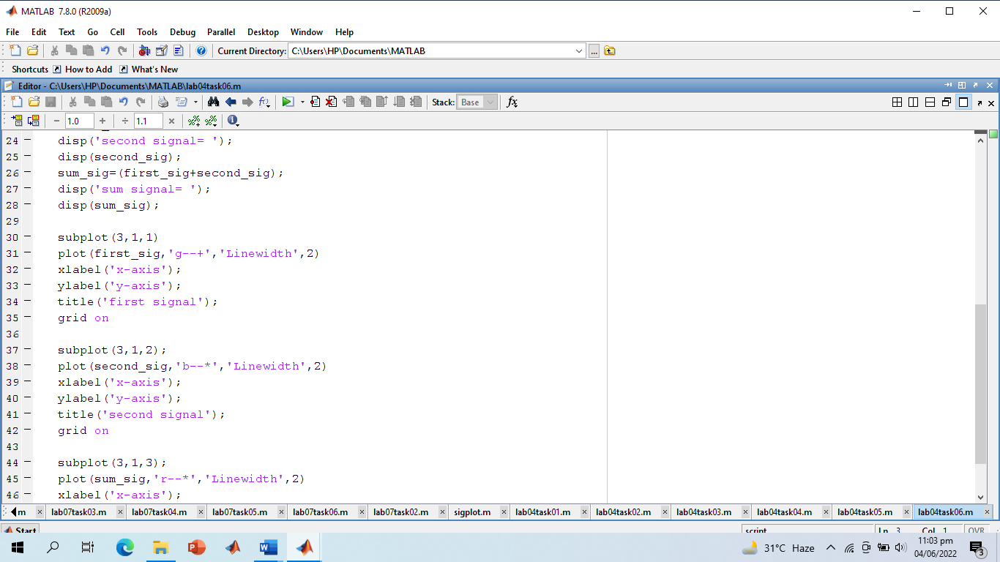 MATLAB 7.8.0 (R2009a)
File Edit Text Go Cell Tools Debug Parallel Desktop Window Help
Current Directory: C:\Users\HP\Documents\MATLAB ...
Shortcuts How to Add What's New
Editor - C:\Users\HP\Documents\MATLAB\lab04task06.m
Stack: Base fx
− 1.0 + ÷ 1.1 ×
24 − disp('second signal= ');
25 − disp(second_sig);
26 − sum_sig=(first_sig+second_sig);
27 − disp('sum signal= ');
28 − disp(sum_sig);
29
30 − subplot(3,1,1)
31 − plot(first_sig,'g--+','Linewidth',2)
32 − xlabel('x-axis');
33 − ylabel('y-axis');
34 − title('first signal');
35 − grid on
36
37 − subplot(3,1,2);
38 − plot(second_sig,'b--*','Linewidth',2)
39 − xlabel('x-axis');
40 − ylabel('y-axis');
41 − title('second signal');
42 − grid on
43
44 − subplot(3,1,3);
45 − plot(sum_sig,'r--*','Linewidth',2)
46 − xlabel('x-axis');
m lab07task03.m lab07task04.m lab07task05.m lab07task06.m lab07task02.m sigplot.m lab04task01.m lab04task02.m lab04task03.m lab04task04.m lab04task05.m lab04task06.m
Start script Ln 3 Col 1 OVR
31°C Haze 11:03 pm
04/06/2022 3